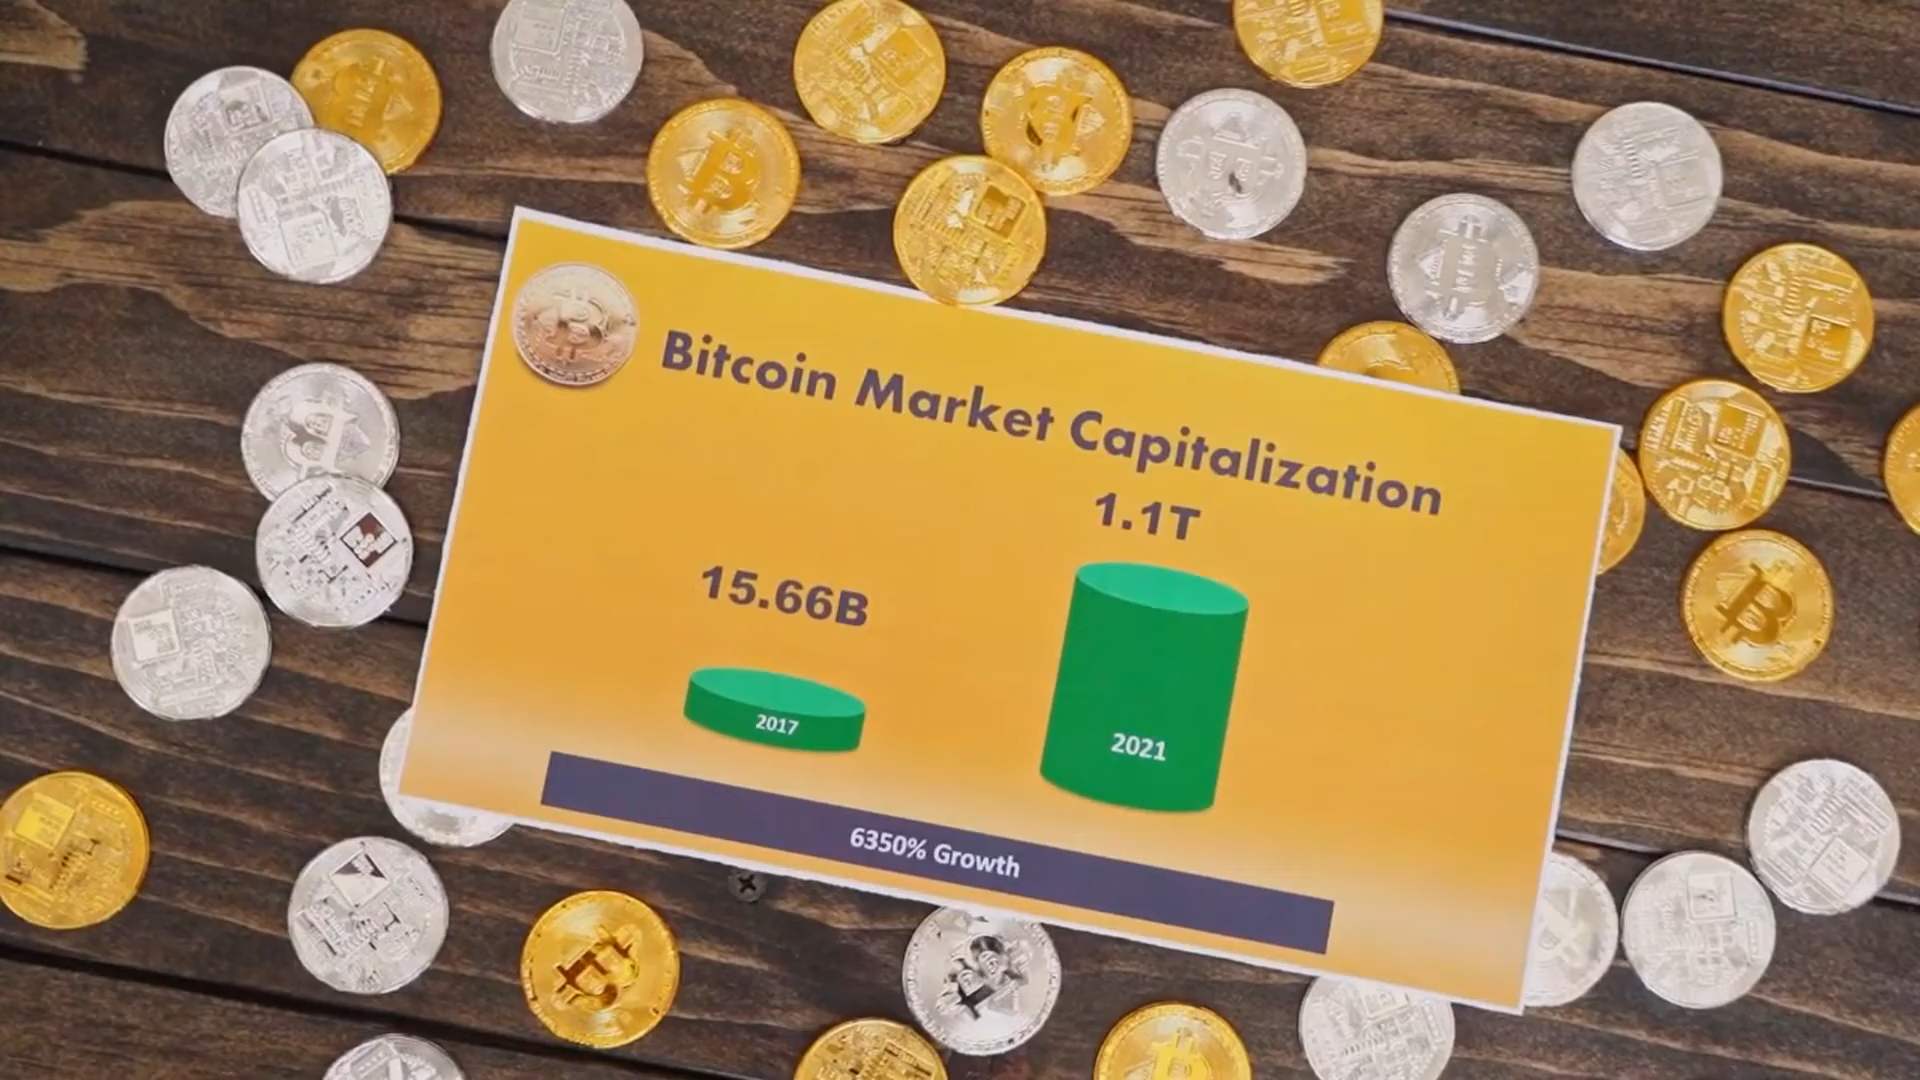 Bitcoin Market Capitalization
1.1T
15.66B
2017
2021
6350% Growth